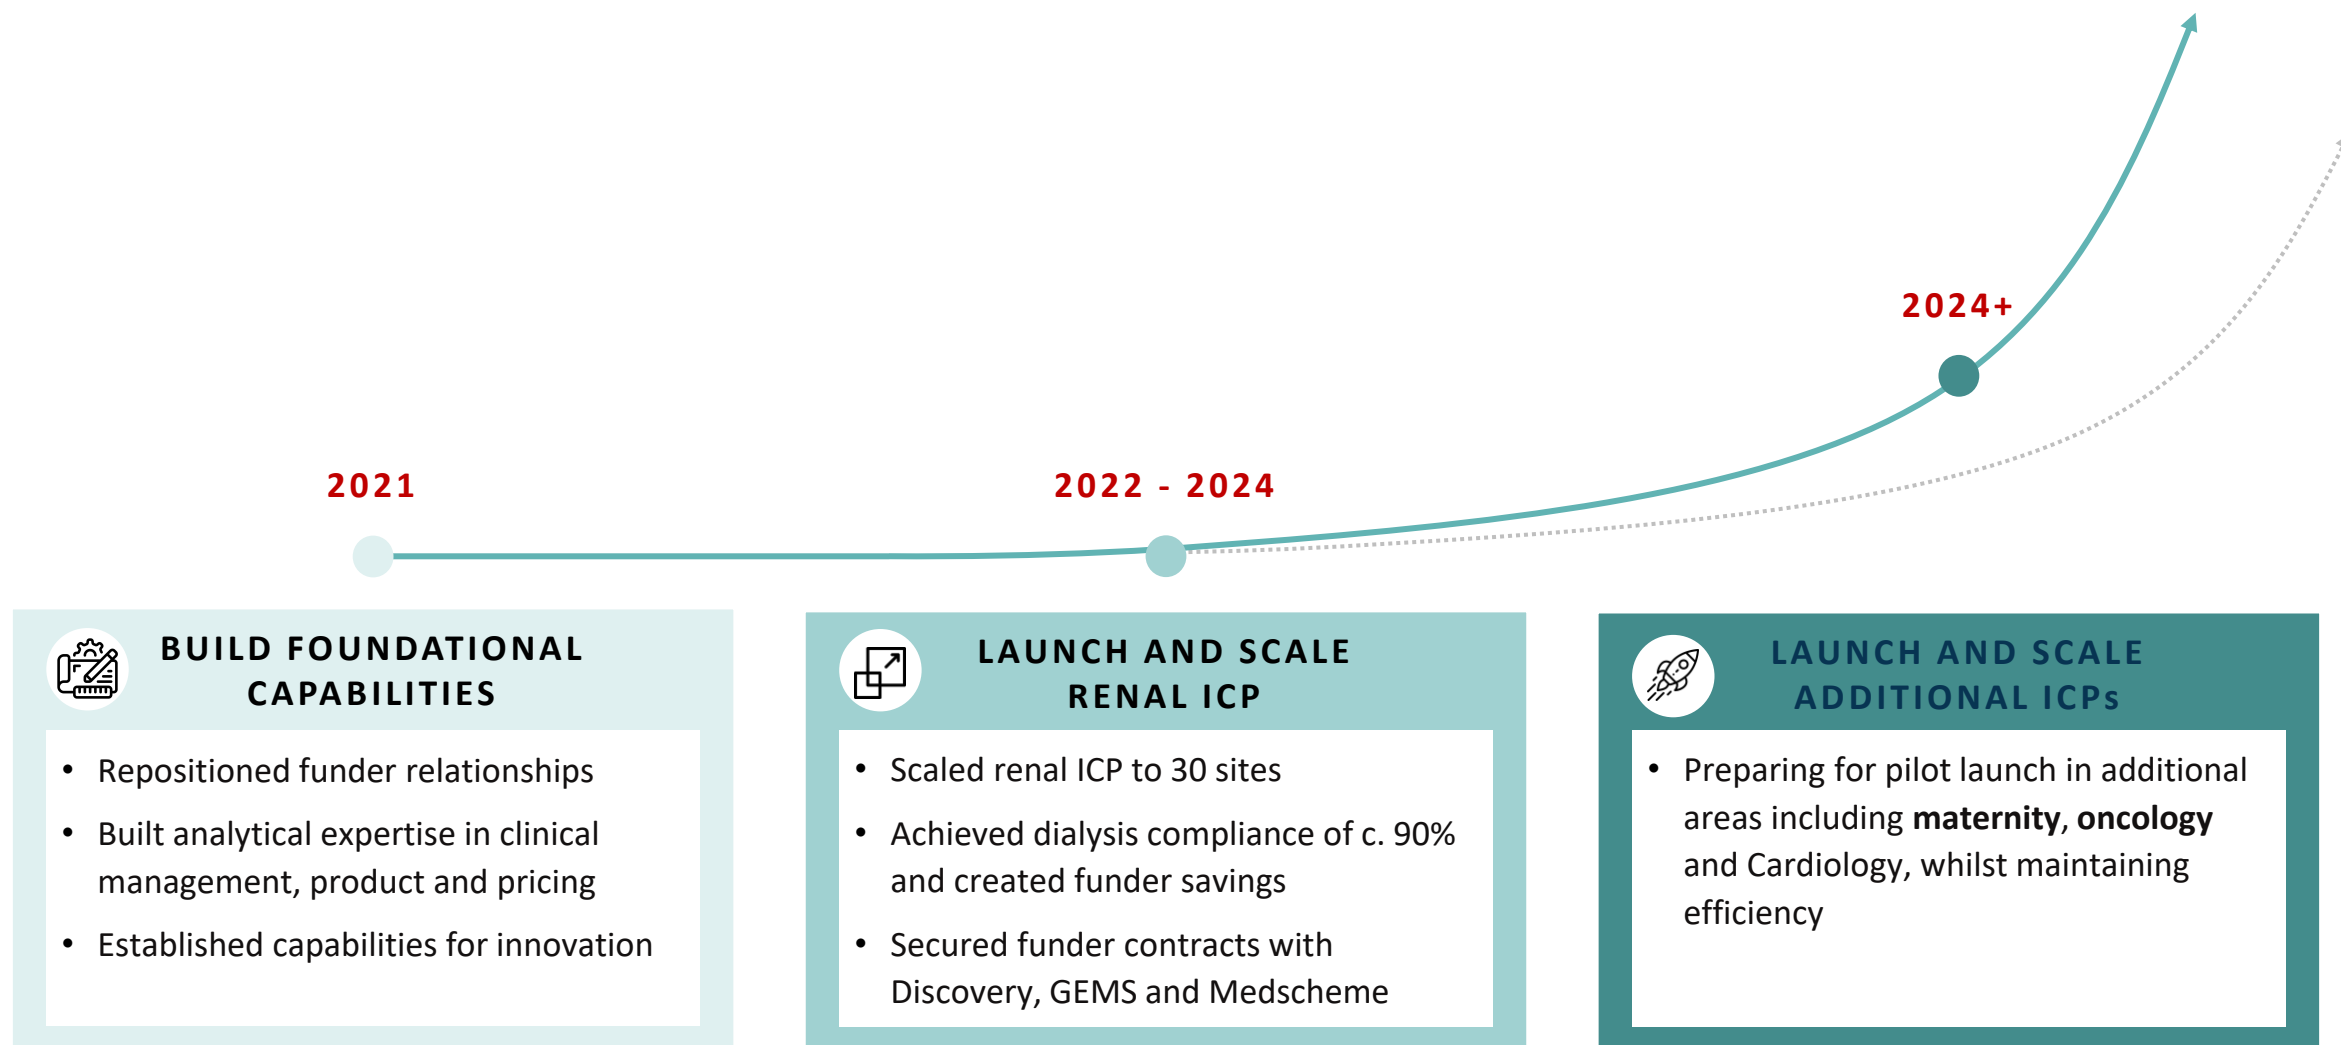 2024+
2021
2022 - 2024
BUILD FOUNDATIONAL
CAPABILITIES
• Repositioned funder relationships
• Built analytical expertise in clinical
management, product and pricing
• Established capabilities for innovation
LAUNCH AND SCALE
RENAL ICP
• Scaled renal ICP to 30 sites
• Achieved dialysis compliance of c. 90%
and created funder savings
• Secured funder contracts with
Discovery, GEMS and Medscheme
LAUNCH AND SCALE
ADDITIONAL ICPs
• Preparing for pilot launch in additional
areas including maternity, oncology
and Cardiology, whilst maintaining
efficiency